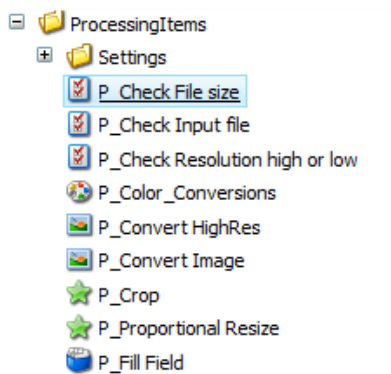 ProcessingItems
Settings
P_Check File size
P_Check Input file
P_Check Resolution high or low
P_Color_Conversions
P_Convert HighRes
P_Convert Image
P_Crop
P_Proportional Resize
P_Fill Field